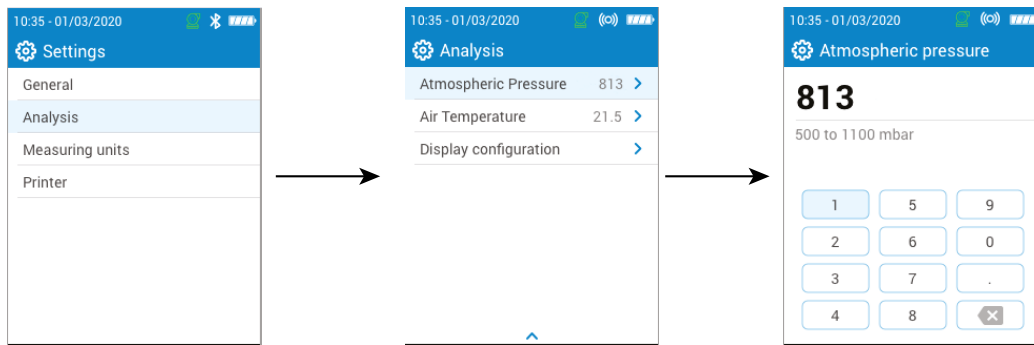 10:35 - 01/03/2020
Settings
General
Analysis
Measuring units
Printer
10:35 - 01/03/2020
Analysis
Atmospheric Pressure 813
Air Temperature 21.5
Display configuration
10:35 - 01/03/2020
Atmospheric pressure
813
500 to 1100 mbar
1 5 9
2 6 0
3 7 .
4 8